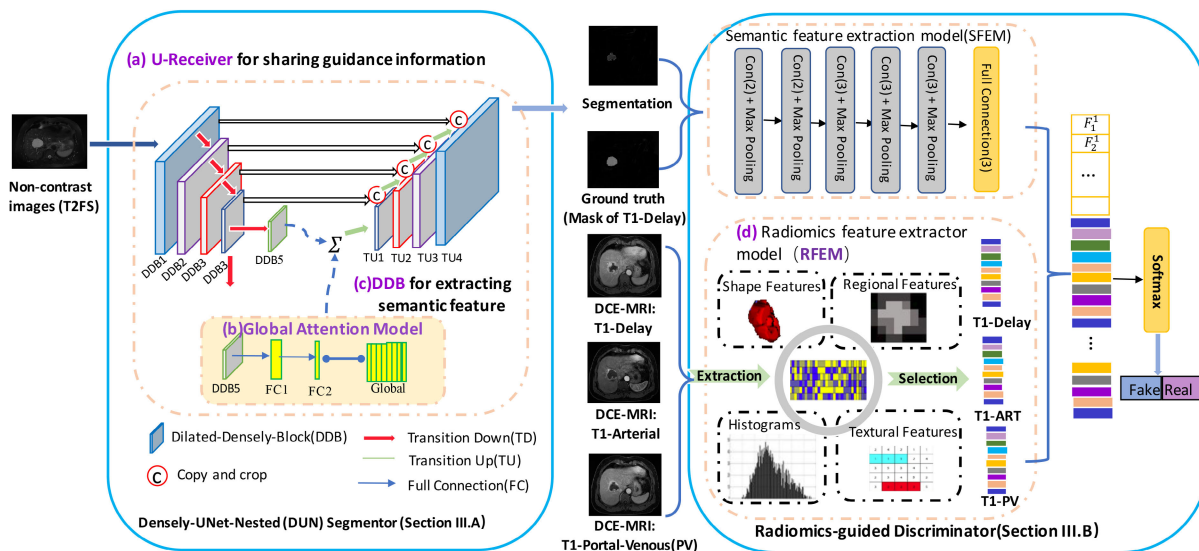 (a) U-Receiver for sharing guidance information
Non-contrast
images (T2FS)
DDB1
DDB2
DDB3
DDB3
DDB5
Σ
TU1
TU2
TU3
TU4
C
C
C
C
(c)DDB for extracting
semantic feature
(b)Global Attention Model
DDB5
FC1
FC2
Global
Dilated-Densely-Block(DDB)
Transition Down(TD)
C
Copy and crop
Transition Up(TU)
Full Connection(FC)
Densely-UNet-Nested (DUN) Segmentor (Section III.A)
Segmentation
Ground truth
(Mask of T1-Delay)
DCE-MRI:
T1-Delay
DCE-MRI:
T1-Arterial
DCE-MRI:
T1-Portal-Venous(PV)
Semantic feature extraction model(SFEM)
Con(2) + Max Pooling
Con(2) + Max Pooling
Con(3) + Max Pooling
Con(3) + Max Pooling
Con(3) + Max Pooling
Full Connection(3)
(d) Radiomics feature extractor
model（RFEM）
Shape Features
Regional Features
Extraction
Selection
Histograms
Textural Features
T1-Delay
T1-ART
T1-PV
F₁¹
F₂¹
...
...
Softmax
Fake
Real
Radiomics-guided Discriminator(Section III.B)